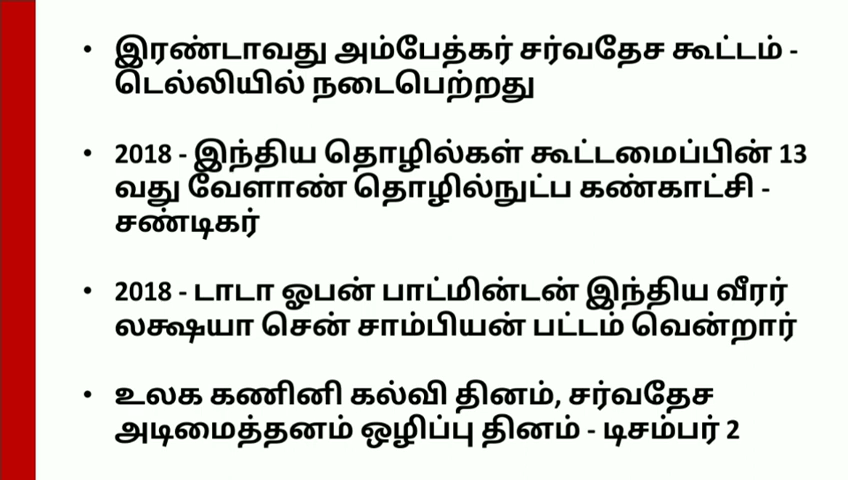 • இரண்டாவது அம்பேத்கர் சர்வதேச கூட்டம் -
டெல்லியில் நடைபெற்றது
• 2018 - இந்திய தொழில்கள் கூட்டமைப்பின் 13
வது வேளாண் தொழில்நுட்ப கண்காட்சி -
சண்டிகர்
• 2018 - டாடா ஓபன் பாட்மின்டன் இந்திய வீரர்
லக்ஷயா சென் சாம்பியன் பட்டம் வென்றார்
• உலக கணினி கல்வி தினம், சர்வதேச
அடிமைத்தனம் ஒழிப்பு தினம் - டிசம்பர் 2